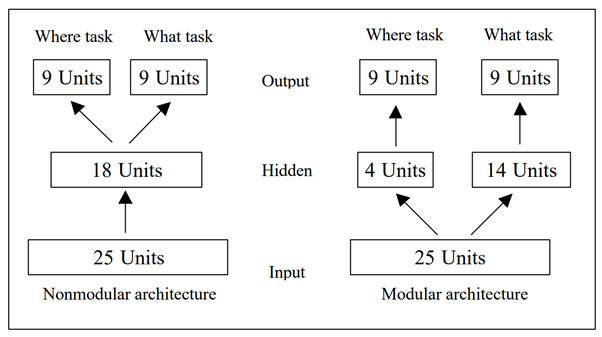 Where task What task Where task What task
9 Units 9 Units Output 9 Units 9 Units
18 Units Hidden 4 Units 14 Units
25 Units Input 25 Units
Nonmodular architecture Modular architecture